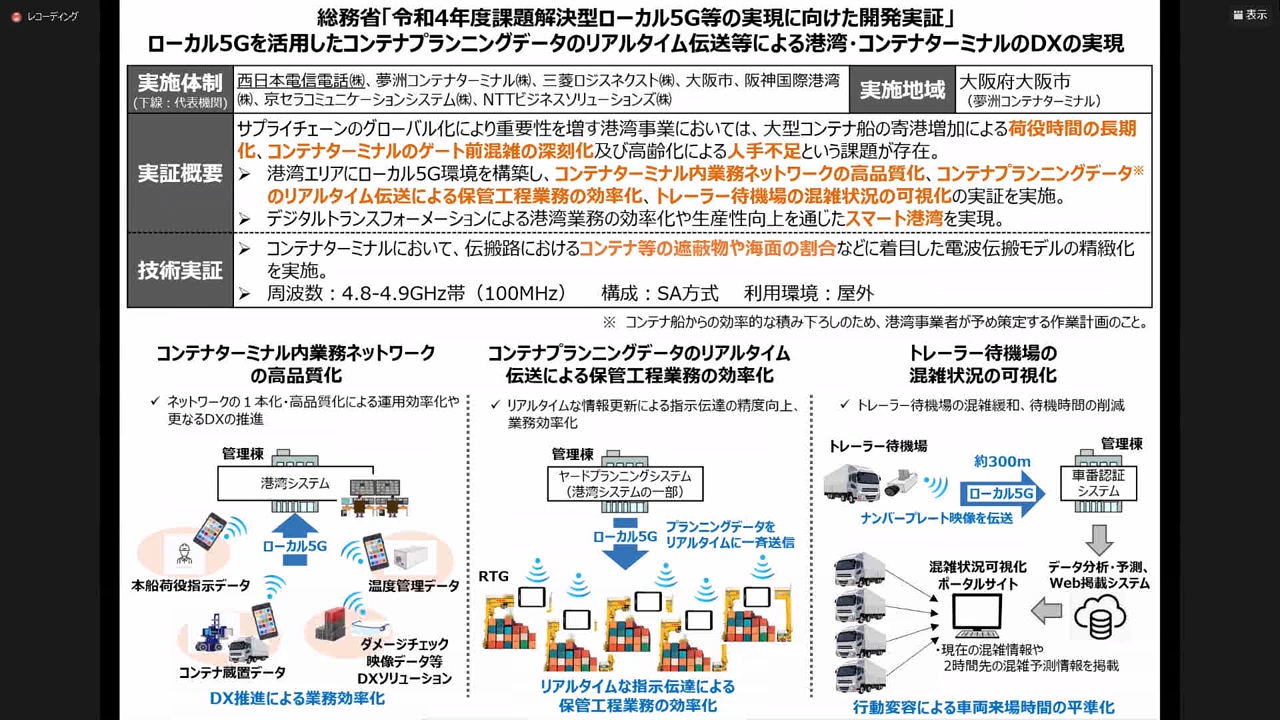 レコーディング
表示
総務省「令和4年度課題解決型ローカル5G等の実現に向けた開発実証」
ローカル5Gを活用したコンテナプランニングデータのリアルタイム伝送等による港湾・コンテナターミナルのDXの実現
実施体制
(下線：代表機関)
西日本電信電話㈱、夢洲コンテナターミナル㈱、三菱ロジスネクスト㈱、大阪市、阪神国際港湾
㈱、京セラコミュニケーションシステム㈱、NTTビジネスソリューションズ㈱
実施地域
大阪府大阪市
（夢洲コンテナターミナル）
実証概要
サプライチェーンのグローバル化により重要性を増す港湾事業においては、大型コンテナ船の寄港増加による荷役時間の長期
化、コンテナターミナルのゲート前混雑の深刻化及び高齢化による人手不足という課題が存在。
➢ 港湾エリアにローカル5G環境を構築し、コンテナターミナル内業務ネットワークの高品質化、コンテナプランニングデータ※
のリアルタイム伝送による保管工程業務の効率化、トレーラー待機場の混雑状況の可視化の実証を実施。
➢ デジタルトランスフォーメーションによる港湾業務の効率化や生産性向上を通じたスマート港湾を実現。
技術実証
➢ コンテナターミナルにおいて、伝搬路におけるコンテナ等の遮蔽物や海面の割合などに着目した電波伝搬モデルの精緻化
を実施。
➢ 周波数：4.8-4.9GHz帯（100MHz） 構成：SA方式 利用環境：屋外
※ コンテナ船からの効率的な積み下ろしのため、港湾事業者が予め策定する作業計画のこと。
コンテナターミナル内業務ネットワーク
の高品質化
✓ ネットワークの１本化・高品質化による運用効率化や
更なるDXの推進
管理棟
港湾システム
ローカル5G
本船荷役指示データ
温度管理データ
コンテナ蔵置データ
ダメージチェック
映像データ等
DXソリューション
DX推進による業務効率化
コンテナプランニングデータのリアルタイム
伝送による保管工程業務の効率化
✓ リアルタイムな情報更新による指示伝達の精度向上、
業務効率化
管理棟
ヤードプランニングシステム
（港湾システムの一部）
ローカル5G
プランニングデータを
リアルタイムに一斉送信
RTG
リアルタイムな指示伝達による
保管工程業務の効率化
トレーラー待機場の
混雑状況の可視化
✓ トレーラー待機場の混雑緩和、待機時間の削減
トレーラー待機場
約300m
ローカル5G
ナンバープレート映像を伝送
管理棟
車番認証
システム
データ分析・予測、
Web掲載システム
混雑状況可視化
ポータルサイト
・現在の混雑情報や
2時間先の混雑予測情報を掲載
行動変容による車両来場時間の平準化